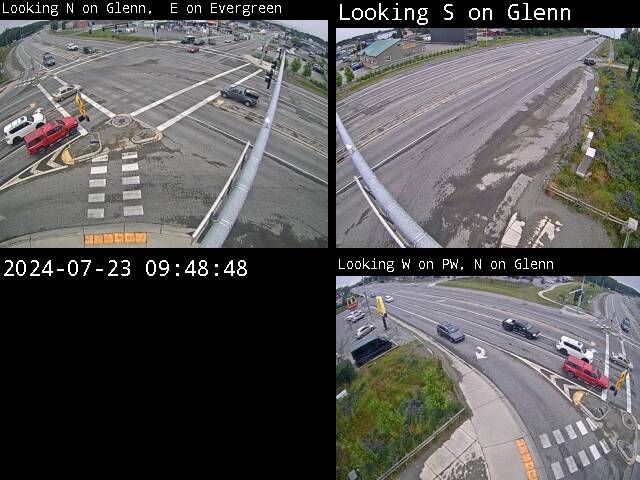 Looking N on Glenn,  E on Evergreen
Looking S on Glenn
2024-07-23 09:48:48
Looking W on PW, N on Glenn